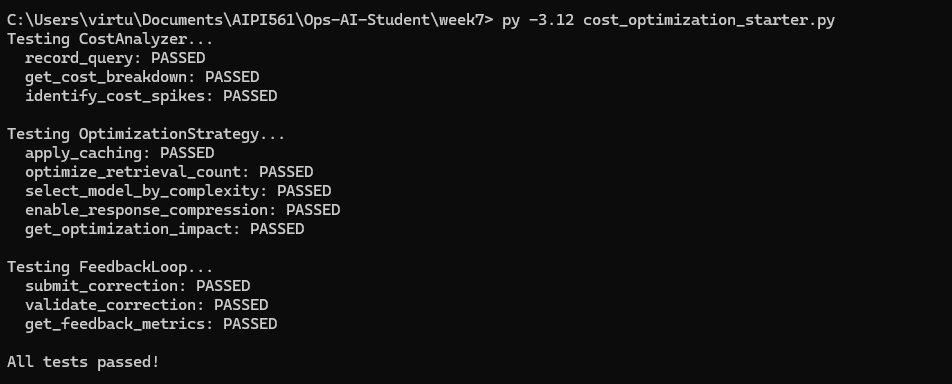 C:\Users\virtu\Documents\AIPI561\Ops-AI-Student\week7> py -3.12 cost_optimization_starter.py
Testing CostAnalyzer...
  record_query: PASSED
  get_cost_breakdown: PASSED
  identify_cost_spikes: PASSED

Testing OptimizationStrategy...
  apply_caching: PASSED
  optimize_retrieval_count: PASSED
  select_model_by_complexity: PASSED
  enable_response_compression: PASSED
  get_optimization_impact: PASSED

Testing FeedbackLoop...
  submit_correction: PASSED
  validate_correction: PASSED
  get_feedback_metrics: PASSED

All tests passed!